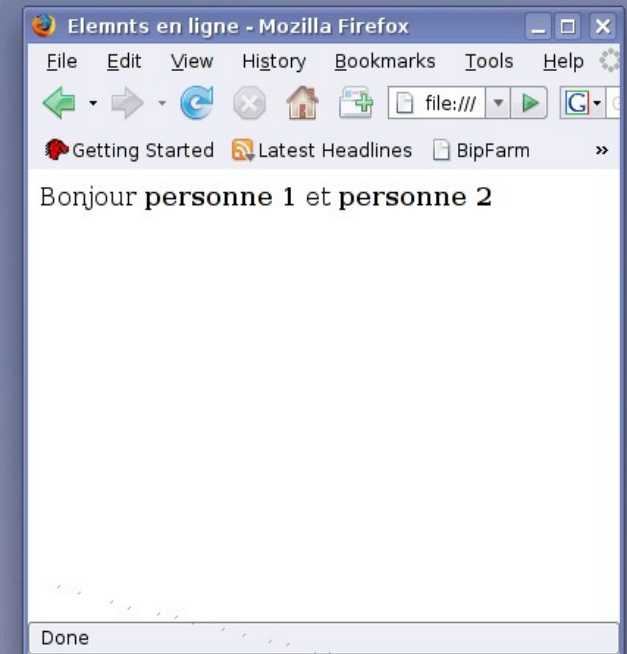 Elemnts en ligne - Mozilla Firefox
File Edit View History Bookmarks Tools Help
file:/// G
Getting Started Latest Headlines BipFarm »
Bonjour personne 1 et personne 2
Done